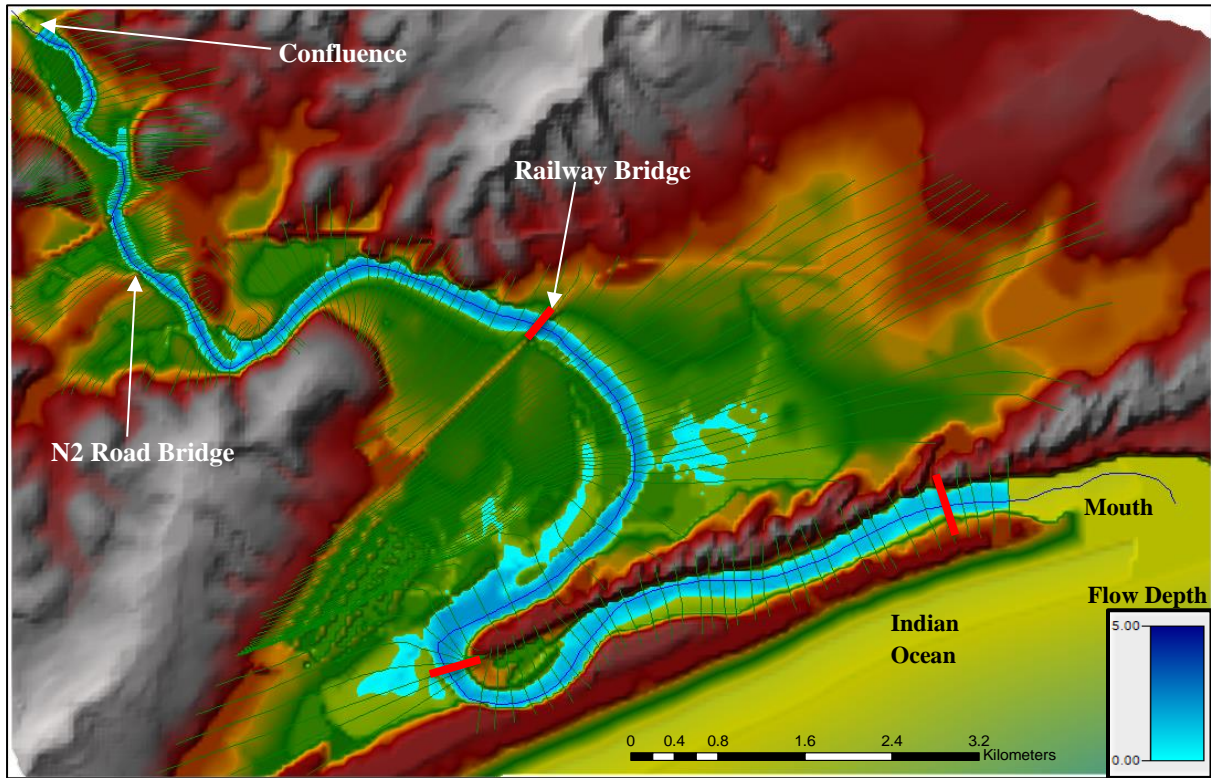 Confluence
Railway Bridge
N2 Road Bridge
Mouth
Flow Depth
5.00
0.00
Indian
Ocean
0 0.4 0.8 1.6 2.4 3.2
Kilometers